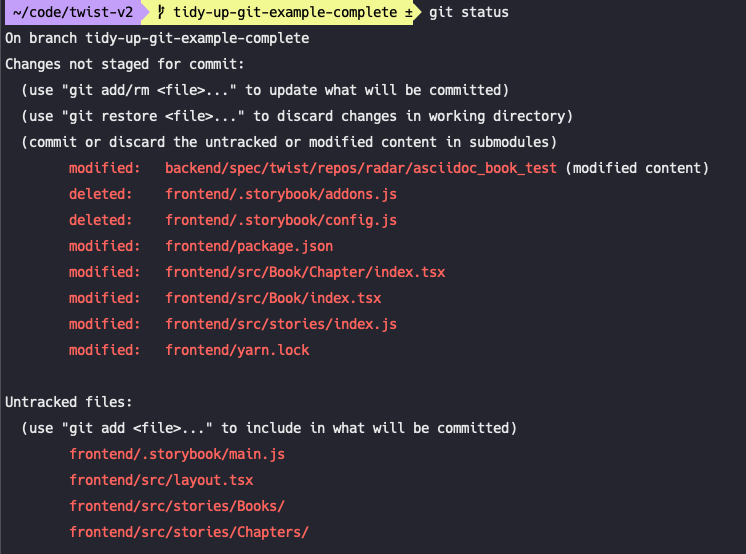 ~/code/twist-v2 tidy-up-git-example-complete ± git status
On branch tidy-up-git-example-complete
Changes not staged for commit:
  (use "git add/rm <file>..." to update what will be committed)
  (use "git restore <file>..." to discard changes in working directory)
  (commit or discard the untracked or modified content in submodules)
        modified:   backend/spec/twist/repos/radar/asciidoc_book_test (modified content)
        deleted:    frontend/.storybook/addons.js
        deleted:    frontend/.storybook/config.js
        modified:   frontend/package.json
        modified:   frontend/src/Book/Chapter/index.tsx
        modified:   frontend/src/Book/index.tsx
        modified:   frontend/src/stories/index.js
        modified:   frontend/yarn.lock

Untracked files:
  (use "git add <file>..." to include in what will be committed)
        frontend/.storybook/main.js
        frontend/src/layout.tsx
        frontend/src/stories/Books/
        frontend/src/stories/Chapters/